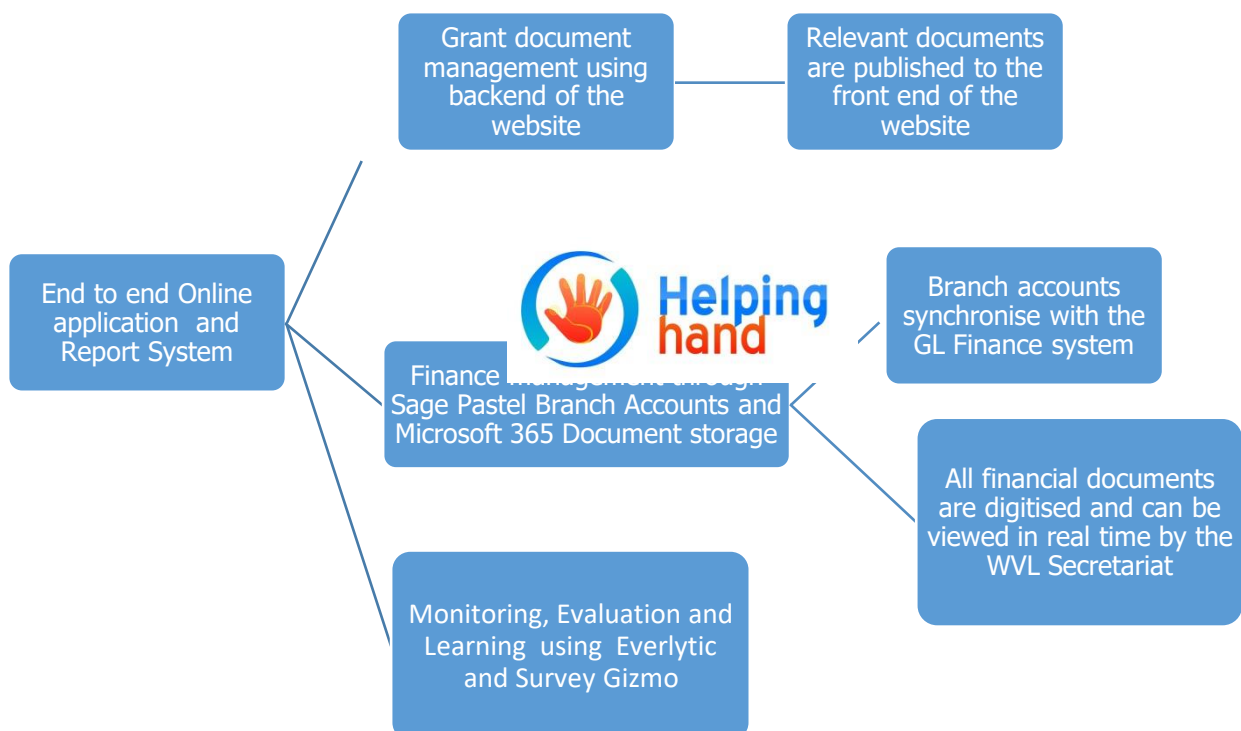 Grant document
management using
backend of the
website
Relevant documents
are published to the
front end of the
website
End to end Online
application and
Report System
Helping
hand
Branch accounts
synchronise with the
GL Finance system
Finance management through
Sage Pastel Branch Accounts and
Microsoft 365 Document storage
All financial documents
are digitised and can be
viewed in real time by the
WVL Secretariat
Monitoring, Evaluation and
Learning using Everlytic
and Survey Gizmo